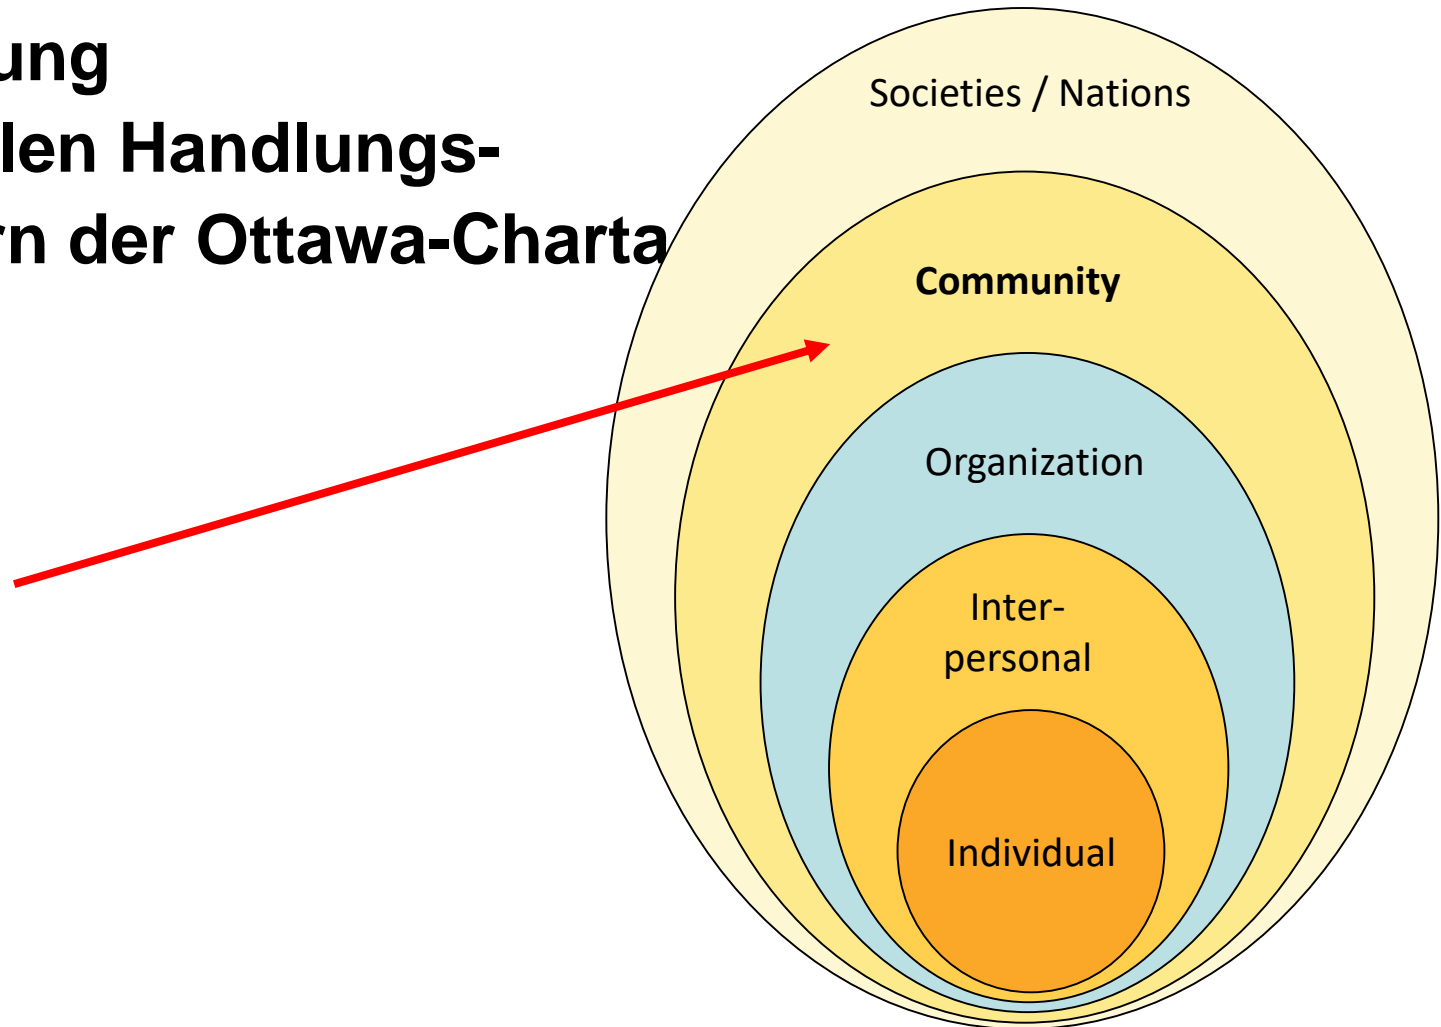 ung
len Handlungs-
rn der Ottawa-Charta
Societies / Nations
Community
Organization
Inter-
personal
Individual